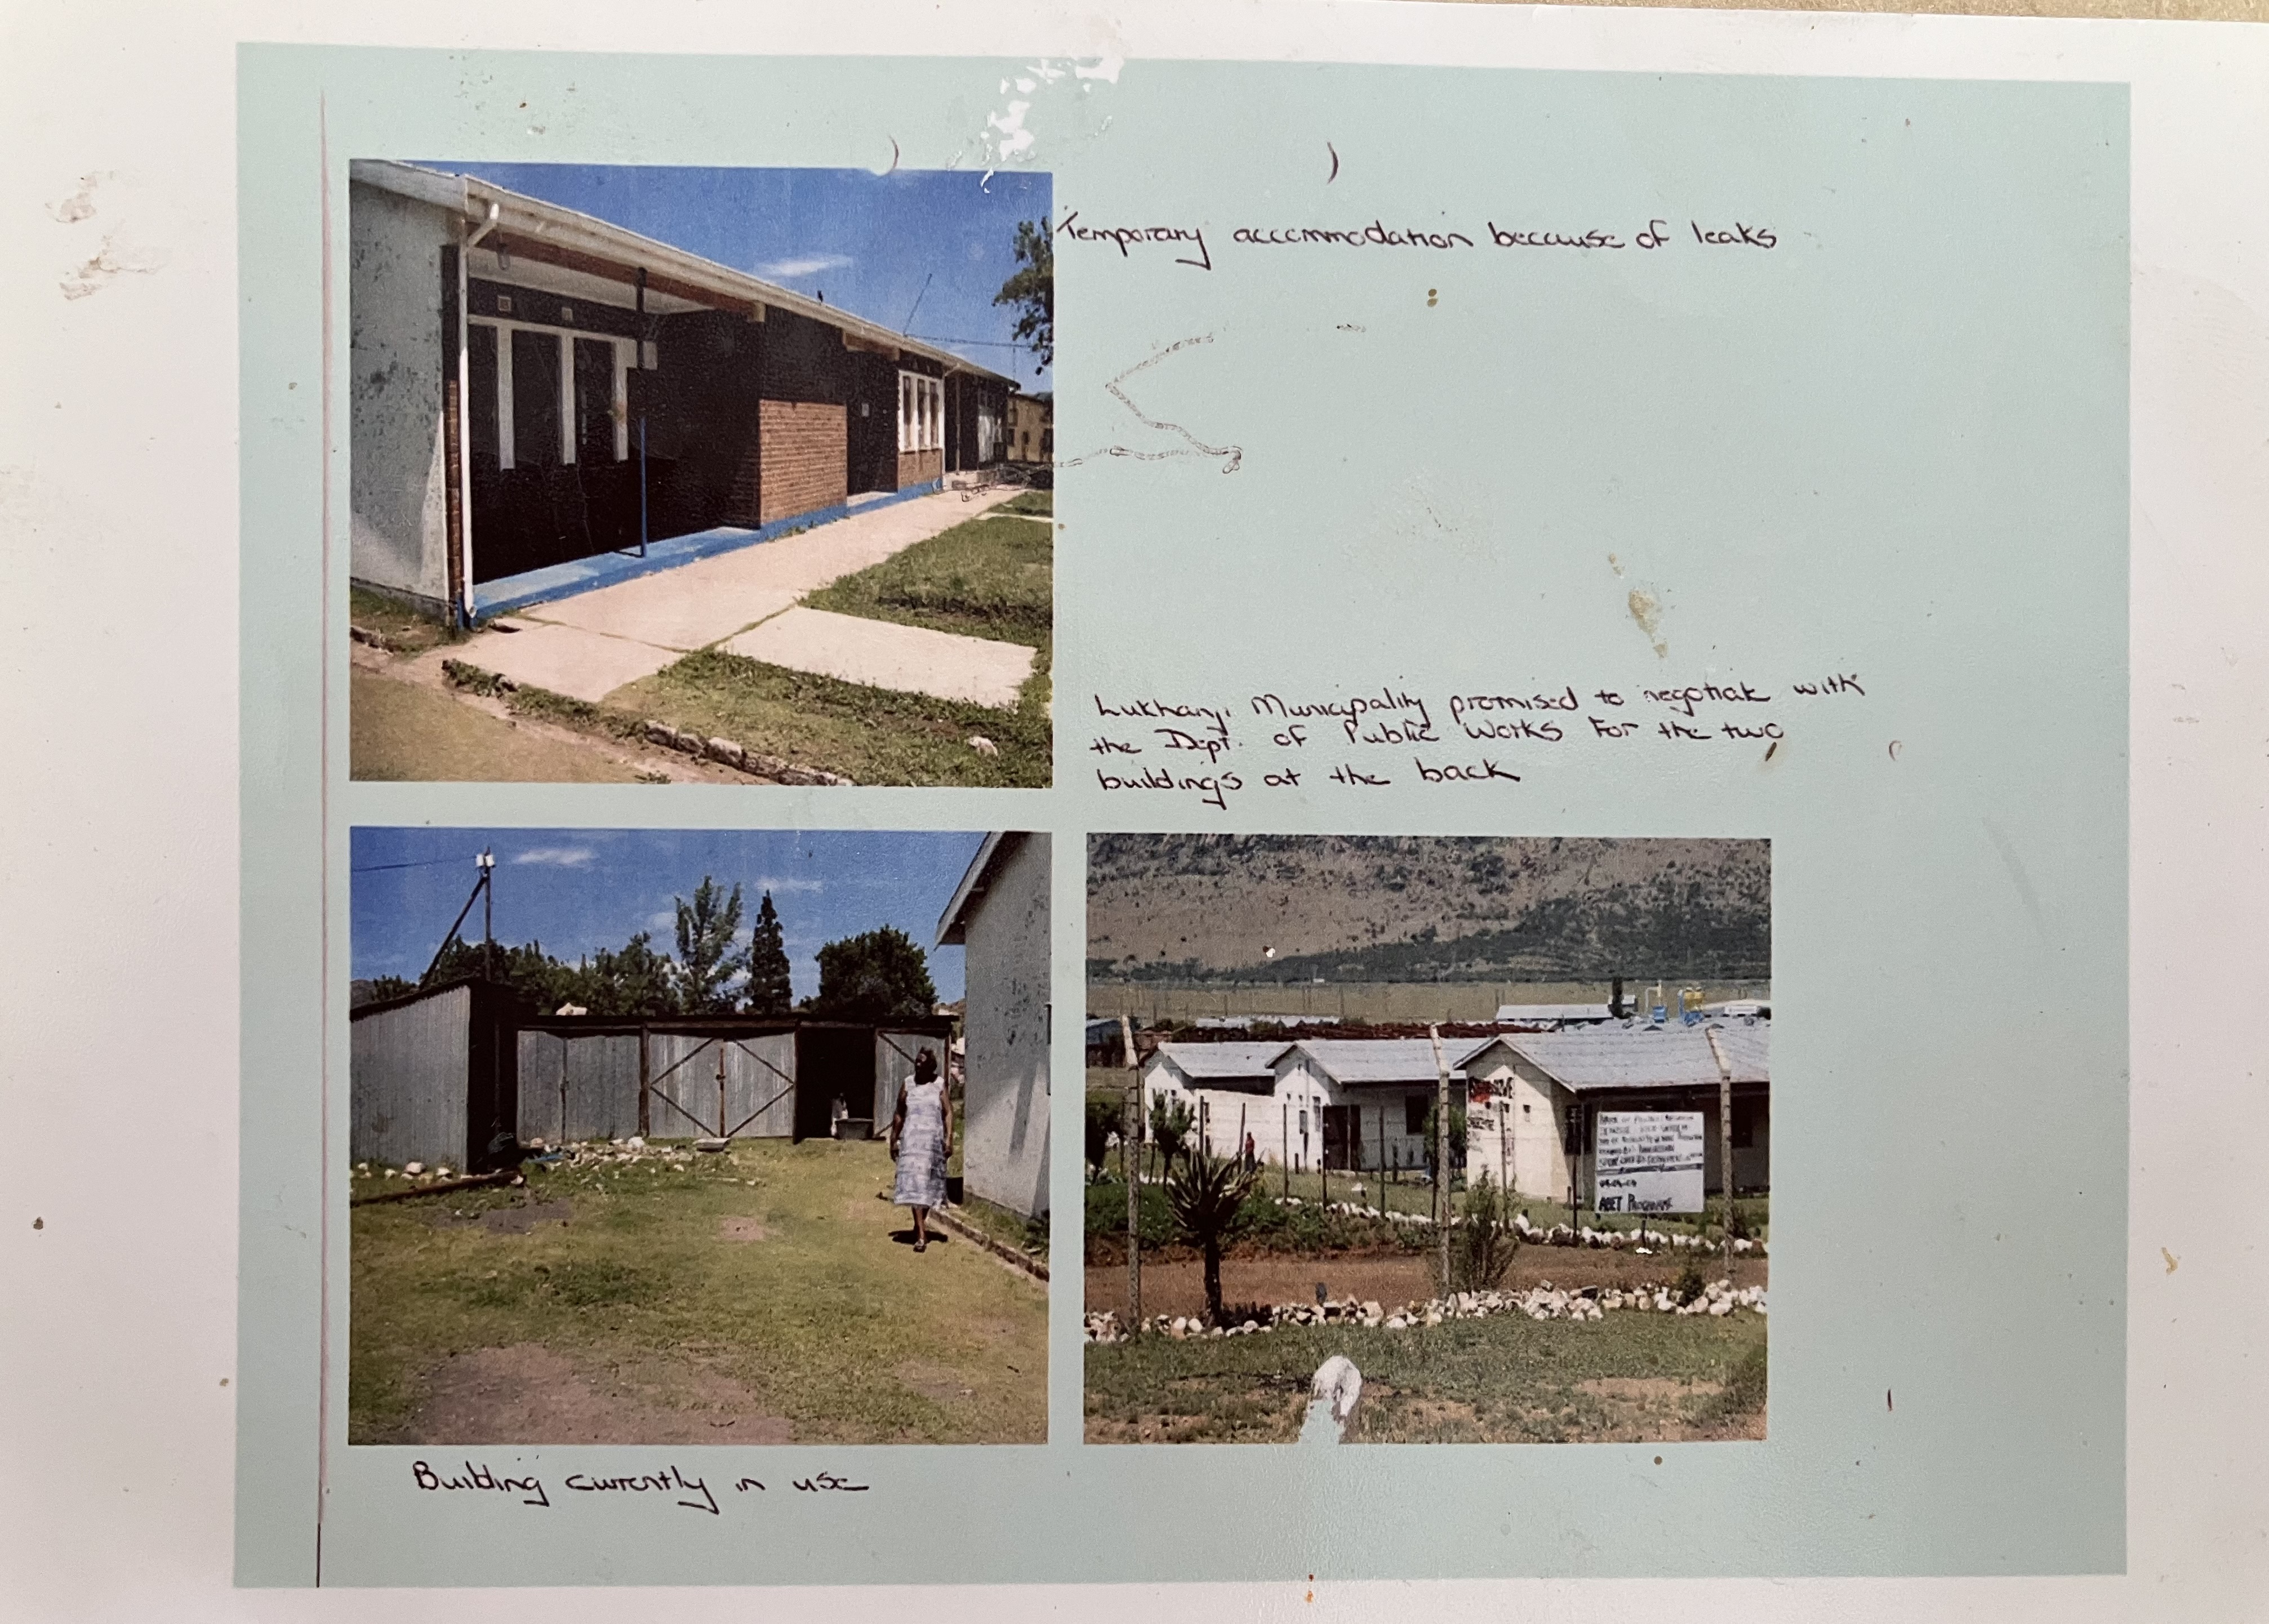 Temporary accommodation because of leaks
Lukhanji Municipality promised to negotiate with
the Dept. of Public Works for the two
buildings at the back
ABET PROGRAMME
Building currently in use